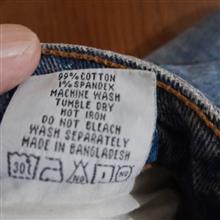 99% COTTON
1% SPANDEX
MACHINE WASH
TUMBLE DRY
HOT IRON
DO NOT BLEACH
WASH SEPARATELY
MADE IN BANGLADESH
30°